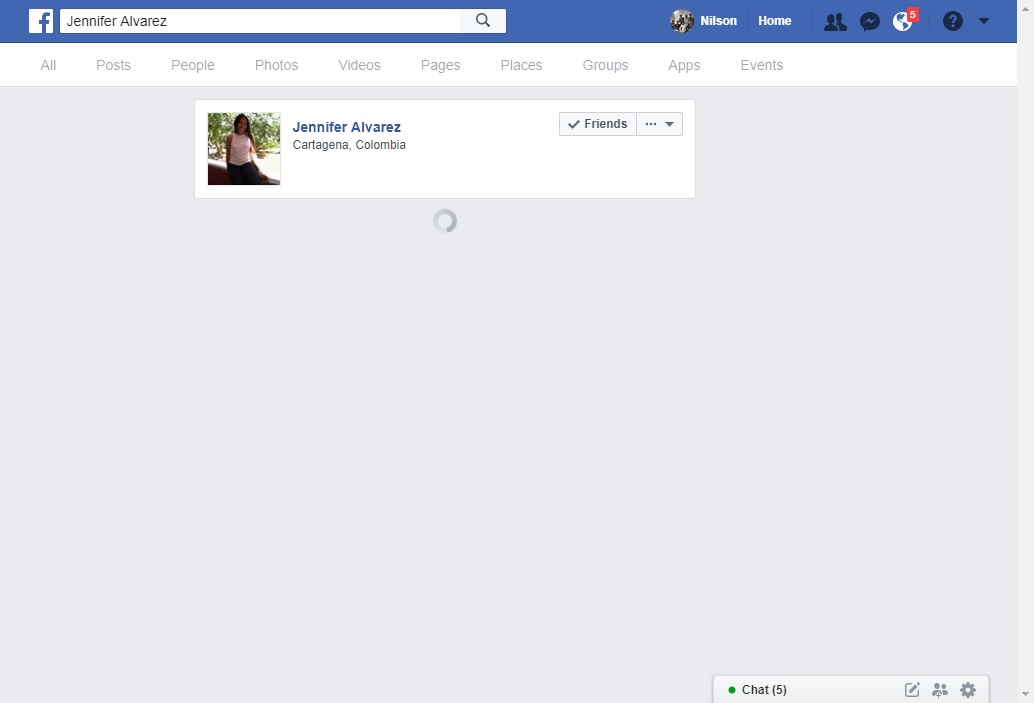 Jennifer Alvarez
Nilson Home 5
All Posts People Photos Videos Pages Places Groups Apps Events
Jennifer Alvarez
Cartagena, Colombia
Friends
Chat (5)